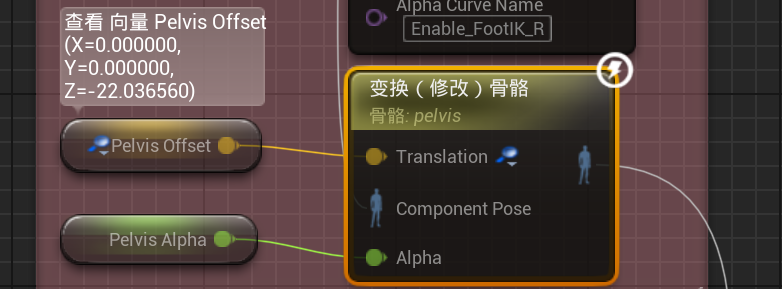 Alpha Curve Name
Enable_FootIK_R
查看 向量 Pelvis Offset
(X=0.000000,
Y=0.000000,
Z=-22.036560)
变换（修改）骨骼
骨骼: pelvis
Pelvis Offset
Translation
Component Pose
Pelvis Alpha
Alpha